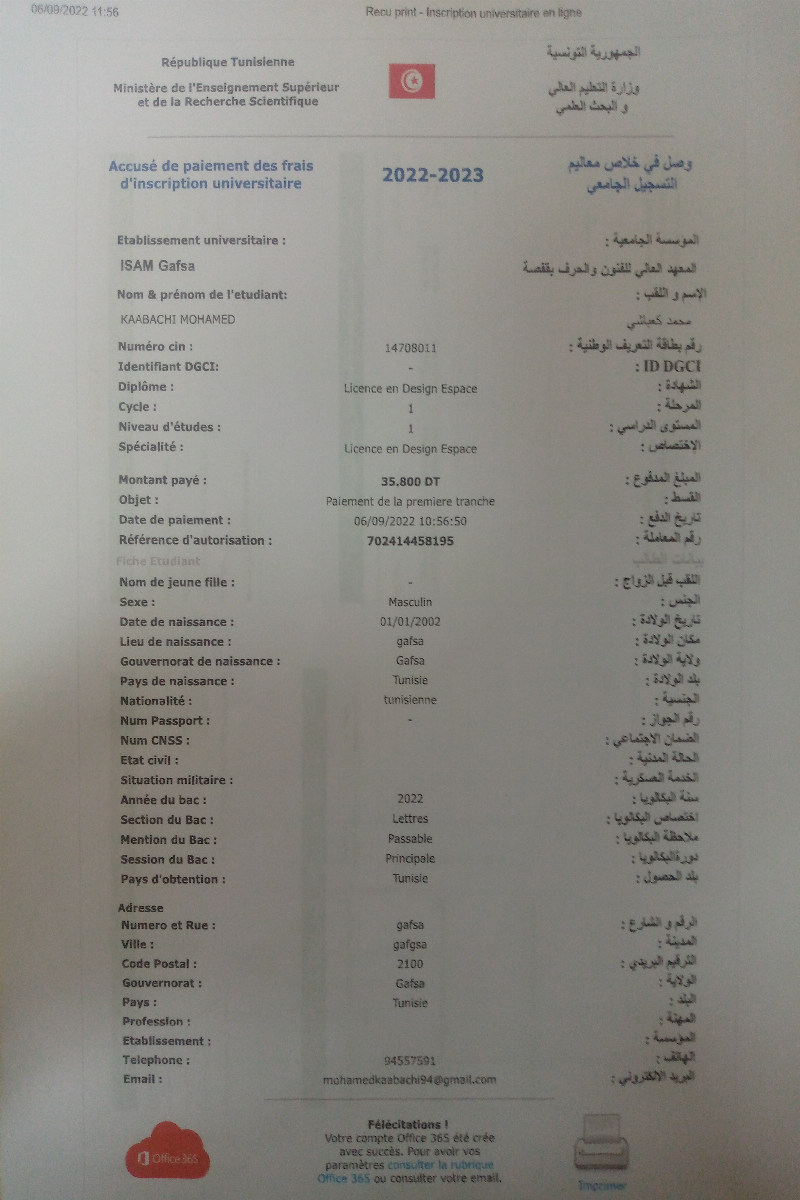 06/09/2022 11:56
Recu print - Inscription universitaire en ligne
République Tunisienne
الجمهورية التونسية
Ministère de l'Enseignement Supérieur
et de la Recherche Scientifique
وزارة التعليم العالي
و البحث العلمي
Accusé de paiement des frais
d'inscription universitaire
2022-2023
وصل في خلاص معاليم
التسجيل الجامعي
Etablissement universitaire :
المؤسسة الجامعية :
ISAM Gafsa
المعهد العالي للفنون والحرف بقفصة
Nom & prénom de l'etudiant:
الإسم و اللقب :
KAABACHI MOHAMED
محمد كعباشي
Numéro cin : 14708011 رقم بطاقة التعريف الوطنية :
Identifiant DGCI: - ID DGCI :
Diplôme : Licence en Design Espace الشهادة :
Cycle : 1 المرحلة :
Niveau d'études : 1 المستوى الدراسي :
Spécialité : Licence en Design Espace الاختصاص :
Montant payé : 35.800 DT المبلغ المدفوع :
Objet : Paiement de la premiere tranche القسط :
Date de paiement : 06/09/2022 10:56:50 تاريخ الدفع :
Référence d'autorisation : 702414458195 رقم المعاملة :
Fiche Etudiant بيانات الطالب
Nom de jeune fille : - اللقب قبل الزواج :
Sexe : Masculin الجنس :
Date de naissance : 01/01/2002 تاريخ الولادة :
Lieu de naissance : gafsa مكان الولادة :
Gouvernorat de naissance : Gafsa ولاية الولادة :
Pays de naissance : Tunisie بلد الولادة :
Nationalité : tunisienne الجنسية :
Num Passport : - رقم الجواز :
Num CNSS : الضمان الاجتماعي :
Etat civil : الحالة المدنية :
Situation militaire : الخدمة العسكرية :
Année du bac : 2022 سنة البكالويا :
Section du Bac : Lettres إختصاص البكالويا :
Mention du Bac : Passable ملاحظة البكالويا :
Session du Bac : Principale دورةالبكالويا :
Pays d'obtention : Tunisie بلد الحصول :
Adresse
Numero et Rue : gafsa الرقم و الشارع :
Ville : gafgsa المدينة :
Code Postal : 2100 الترقيم البريدي :
Gouvernorat : Gafsa الولاية :
Pays : Tunisie البلد :
Profession : المهنة :
Etablissement : المؤسسة :
Telephone : 94557591 الهاتف :
Email : mohamedkaabachi94@gmail.com البريد الالكتروني :
Office 365
Félécitations !
Votre compte Office 365 été crée
avec succès. Pour avoir vos
paramètres consulter la rubrique
Office 365 ou consulter votre email.
Imprimer